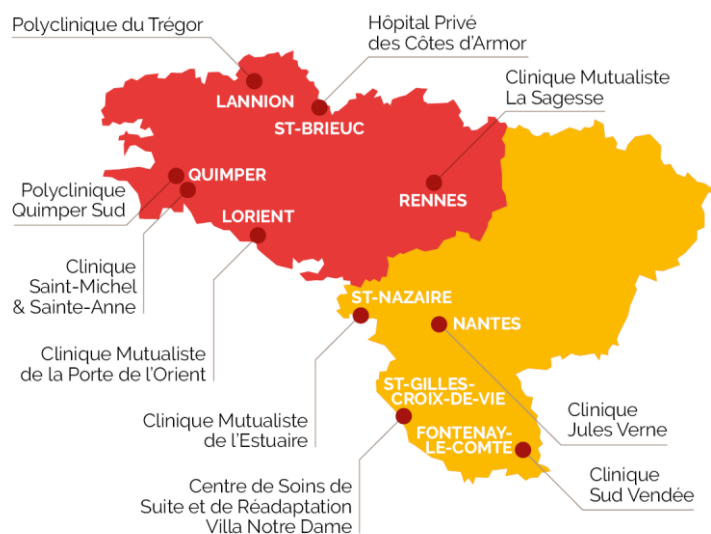 Polyclinique du Trégor
Hôpital Privé
des Côtes d'Armor
Clinique Mutualiste
La Sagesse
LANNION
ST-BRIEUC
QUIMPER
Polyclinique
Quimper Sud
RENNES
LORIENT
Clinique
Saint-Michel
& Sainte-Anne
ST-NAZAIRE
NANTES
Clinique Mutualiste
de la Porte de l'Orient
ST-GILLES-
CROIX-DE-VIE
Clinique Mutualiste
de l'Estuaire
Clinique
Jules Verne
FONTENAY-
LE-COMTE
Centre de Soins de
Suite et de Réadaptation
Villa Notre Dame
Clinique
Sud Vendée